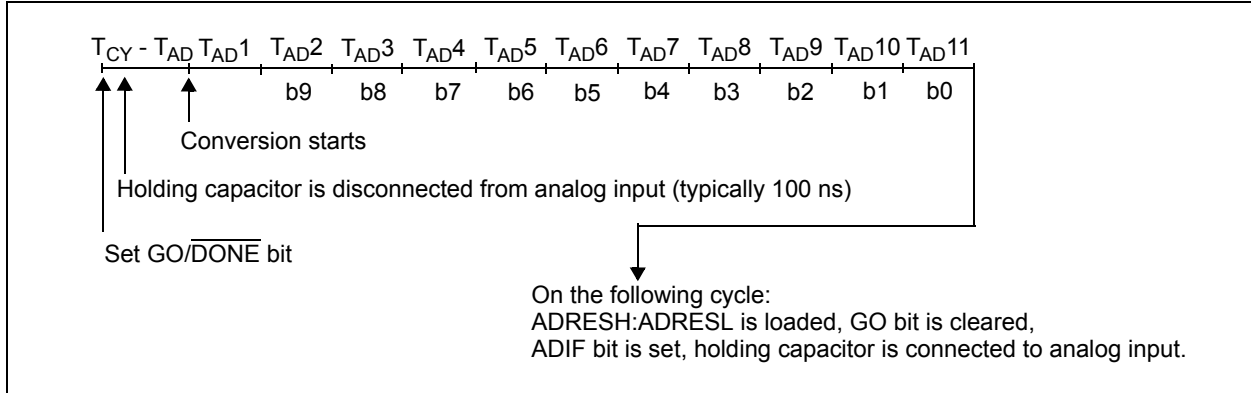 TCY - TAD TAD1 TAD2 TAD3 TAD4 TAD5 TAD6 TAD7 TAD8 TAD9 TAD10 TAD11
b9 b8 b7 b6 b5 b4 b3 b2 b1 b0
Conversion starts
Holding capacitor is disconnected from analog input (typically 100 ns)
Set GO/DONE bit
On the following cycle:
ADRESH:ADRESL is loaded, GO bit is cleared,
ADIF bit is set, holding capacitor is connected to analog input.